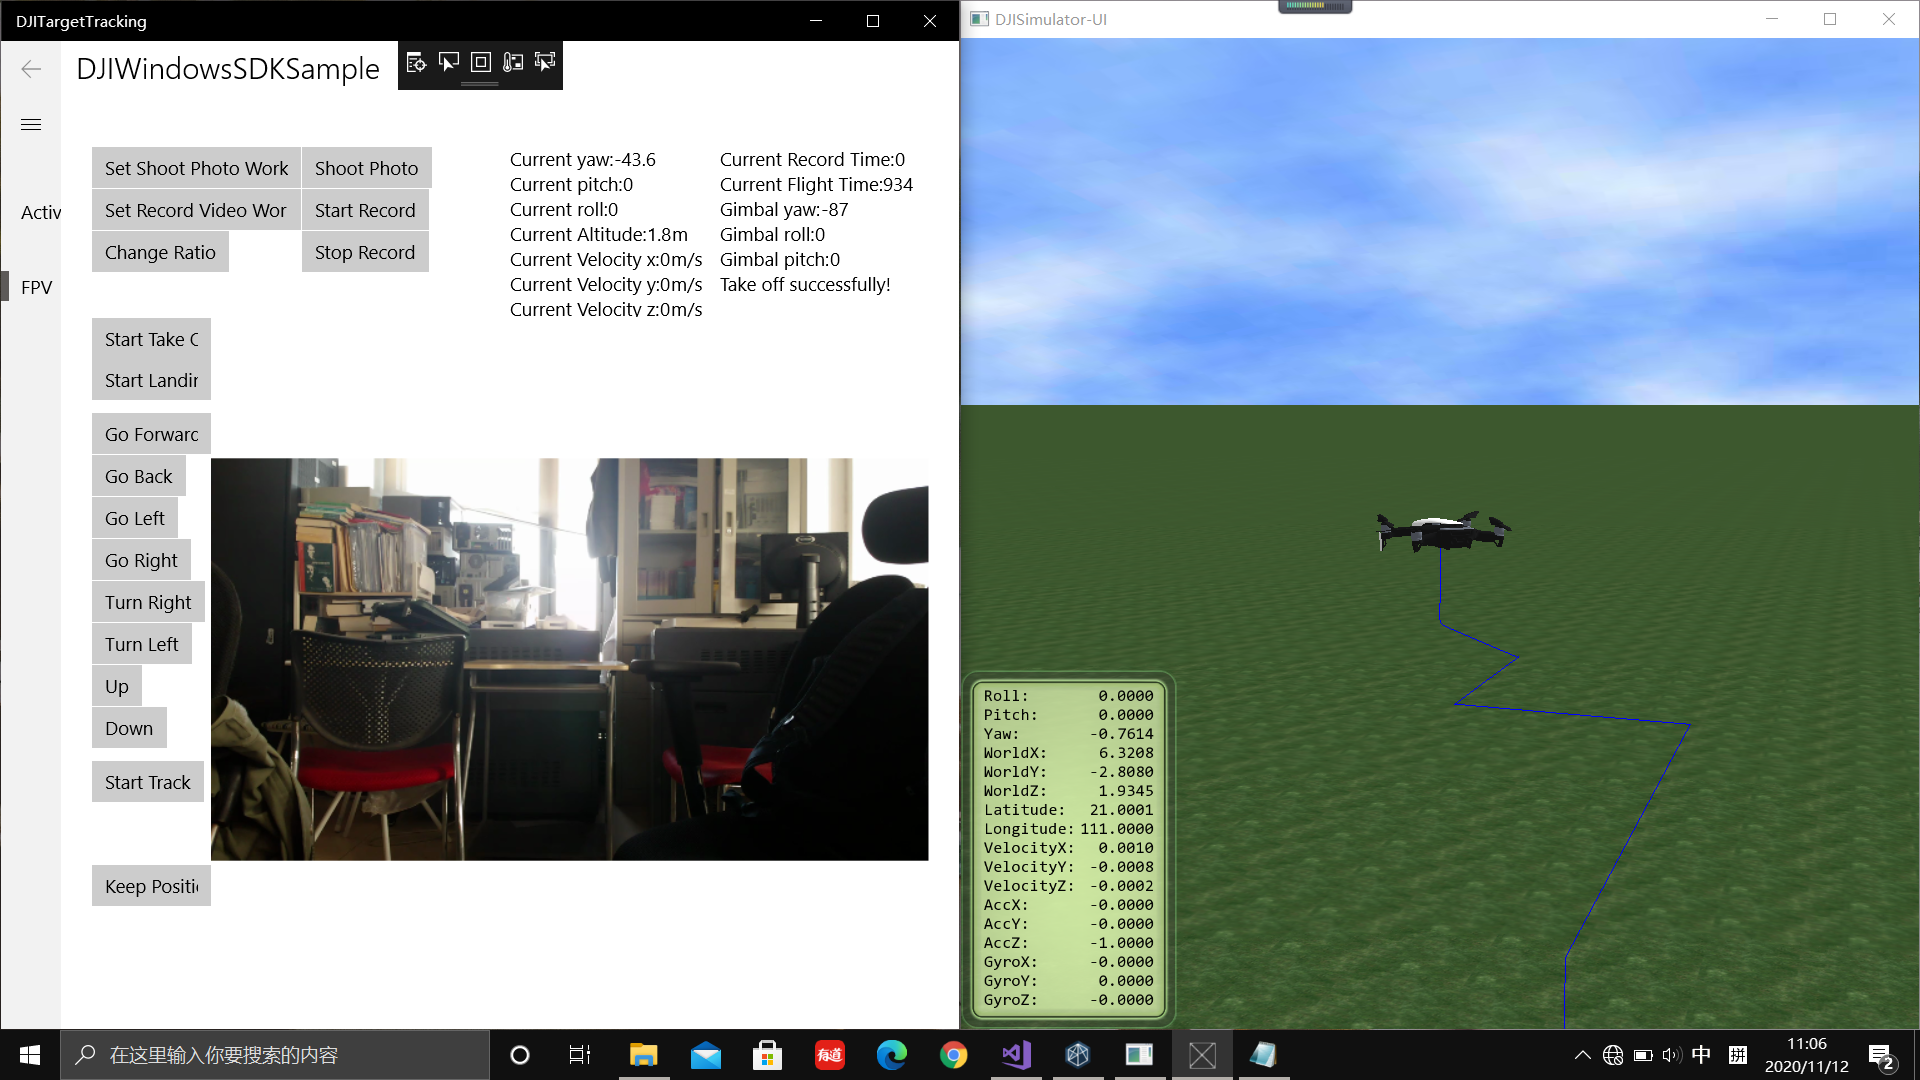 DJITargetTracking
DJIWindowsSDKSample
Activ
FPV
Set Shoot Photo Work
Shoot Photo
Set Record Video Wor
Start Record
Change Ratio
Stop Record
Current yaw:-43.6
Current pitch:0
Current roll:0
Current Altitude:1.8m
Current Velocity x:0m/s
Current Velocity y:0m/s
Current Velocity z:0m/s
Current Record Time:0
Current Flight Time:934
Gimbal yaw:-87
Gimbal roll:0
Gimbal pitch:0
Take off successfully!
Start Take
Start Landin
Go Forward
Go Back
Go Left
Go Right
Turn Right
Turn Left
Up
Down
Start Track
Keep Positi
DJISimulator-UI
Roll: 0.0000
Pitch: 0.0000
Yaw: -0.7614
WorldX: 6.3208
WorldY: -2.8080
WorldZ: 1.9345
Latitude: 21.0001
Longitude: 111.0000
VelocityX: 0.0010
VelocityY: -0.0008
VelocityZ: -0.0002
AccX: -0.0000
AccY: -0.0000
AccZ: -1.0000
GyroX: -0.0000
GyroY: 0.0000
GyroZ: -0.0000
在这里输入你要搜索的内容
有道
中
拼
11:06
2020/11/12
2